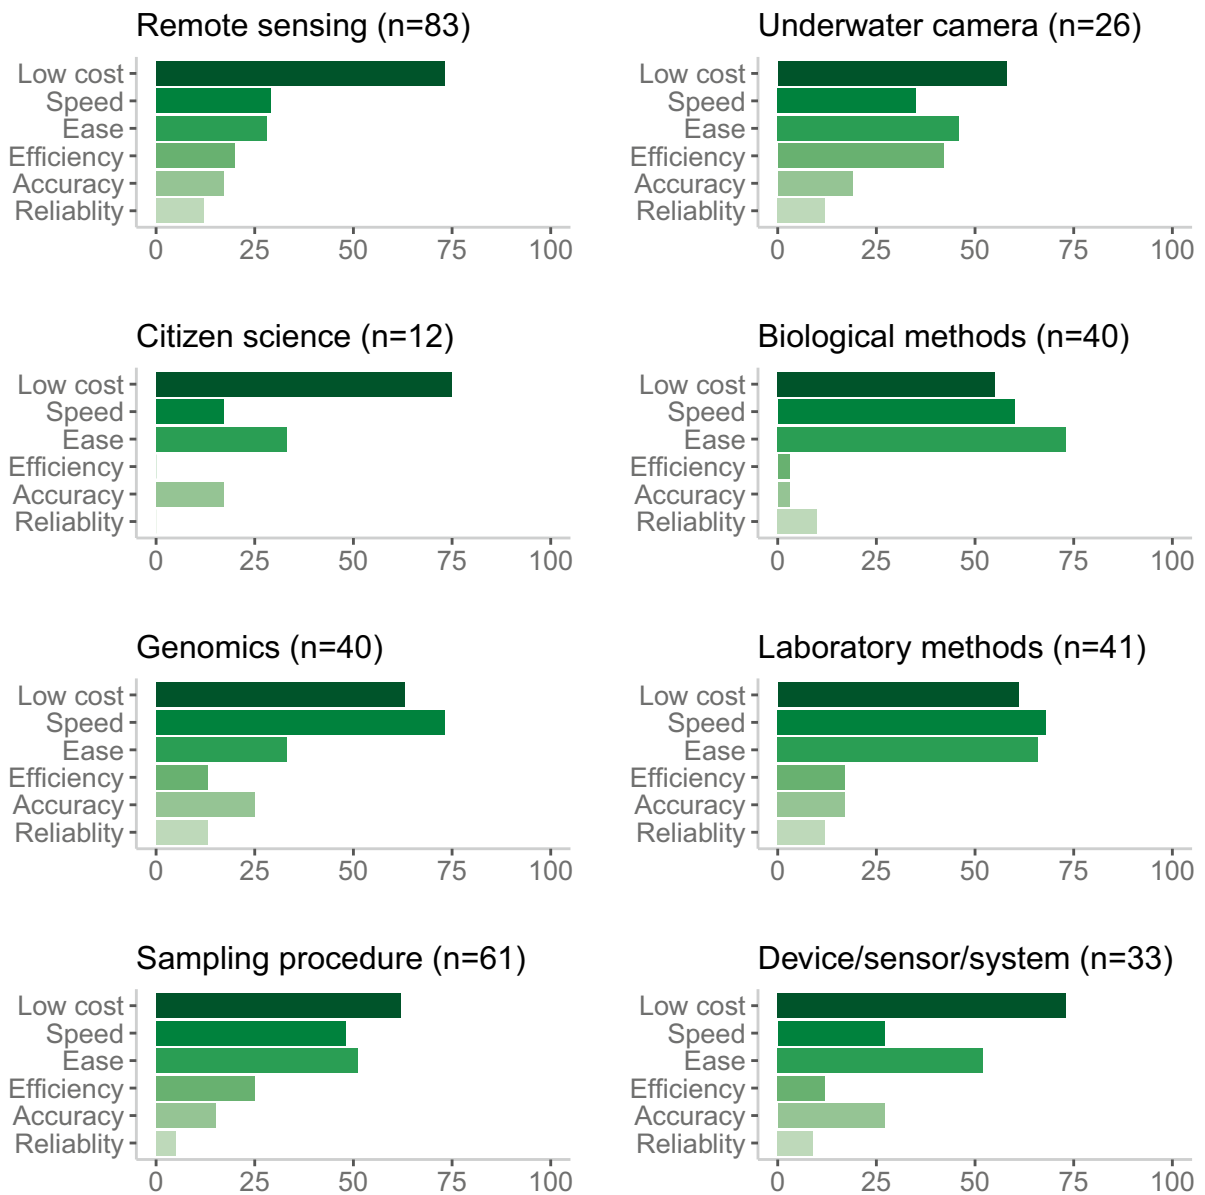 Remote sensing (n=83)
Low cost
Speed
Ease
Efficiency
Accuracy
Reliablity
0 25 50 75 100
Underwater camera (n=26)
Low cost
Speed
Ease
Efficiency
Accuracy
Reliablity
0 25 50 75 100
Citizen science (n=12)
Low cost
Speed
Ease
Efficiency
Accuracy
Reliablity
0 25 50 75 100
Biological methods (n=40)
Low cost
Speed
Ease
Efficiency
Accuracy
Reliablity
0 25 50 75 100
Genomics (n=40)
Low cost
Speed
Ease
Efficiency
Accuracy
Reliablity
0 25 50 75 100
Laboratory methods (n=41)
Low cost
Speed
Ease
Efficiency
Accuracy
Reliablity
0 25 50 75 100
Sampling procedure (n=61)
Low cost
Speed
Ease
Efficiency
Accuracy
Reliablity
0 25 50 75 100
Device/sensor/system (n=33)
Low cost
Speed
Ease
Efficiency
Accuracy
Reliablity
0 25 50 75 100